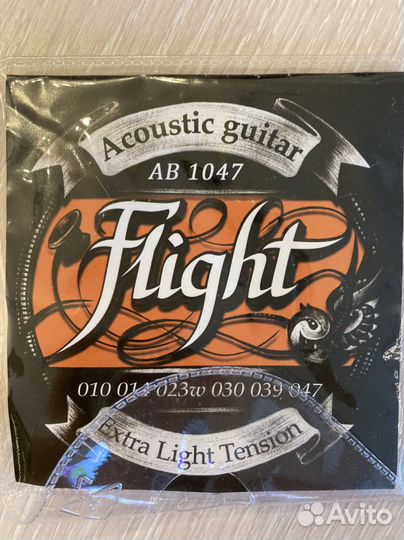 Acoustic guitar
AB 1047
Flight
010 014 023w 030 039 047
Extra Light Tension
Avito